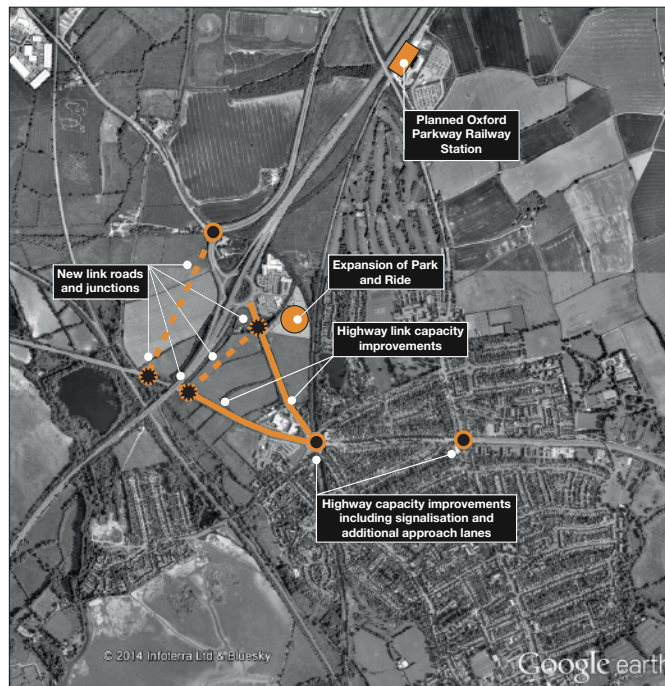 Planned Oxford
Parkway Railway
Station
New link roads
and junctions
Expansion of Park
and Ride
Highway link capacity
improvements
Highway capacity improvements
including signalisation and
additional approach lanes
© 2014 Infoterra Ltd & Bluesky
Google earth